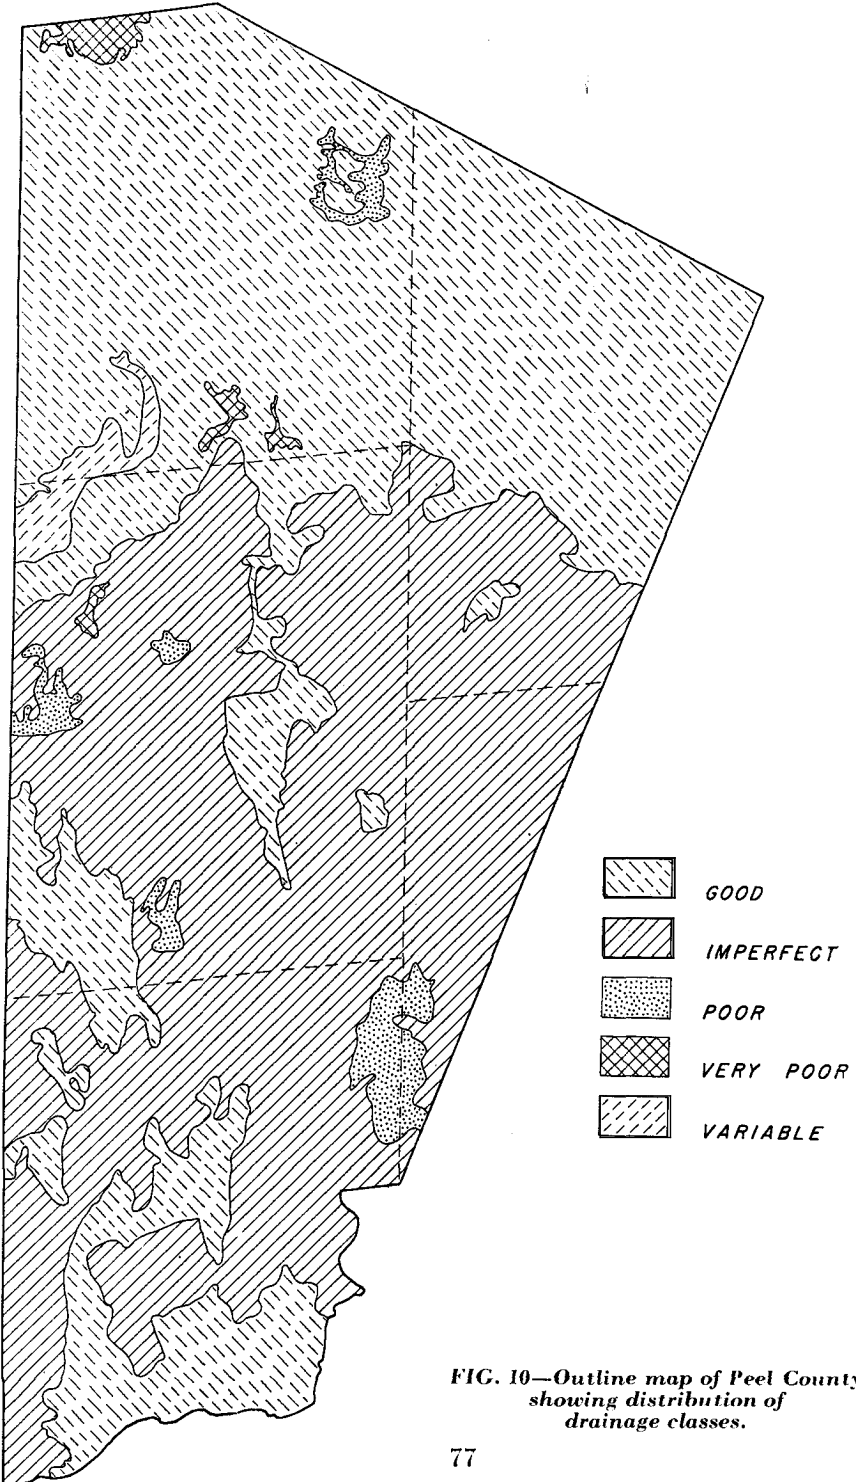 GOOD
IMPERFECT
POOR
VERY POOR
VARIABLE
FIG. 10—Outline map of Peel County
showing distribution of
drainage classes.
77